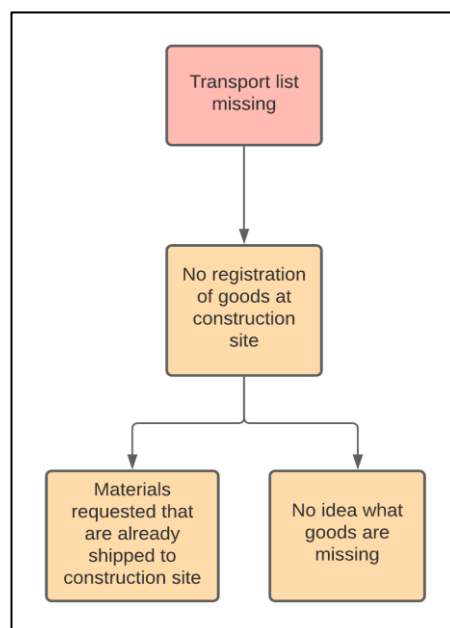 Transport list
missing
No registration
of goods at
construction
site
Materials
requested that
are already
shipped to
construction site
No idea what
goods are
missing